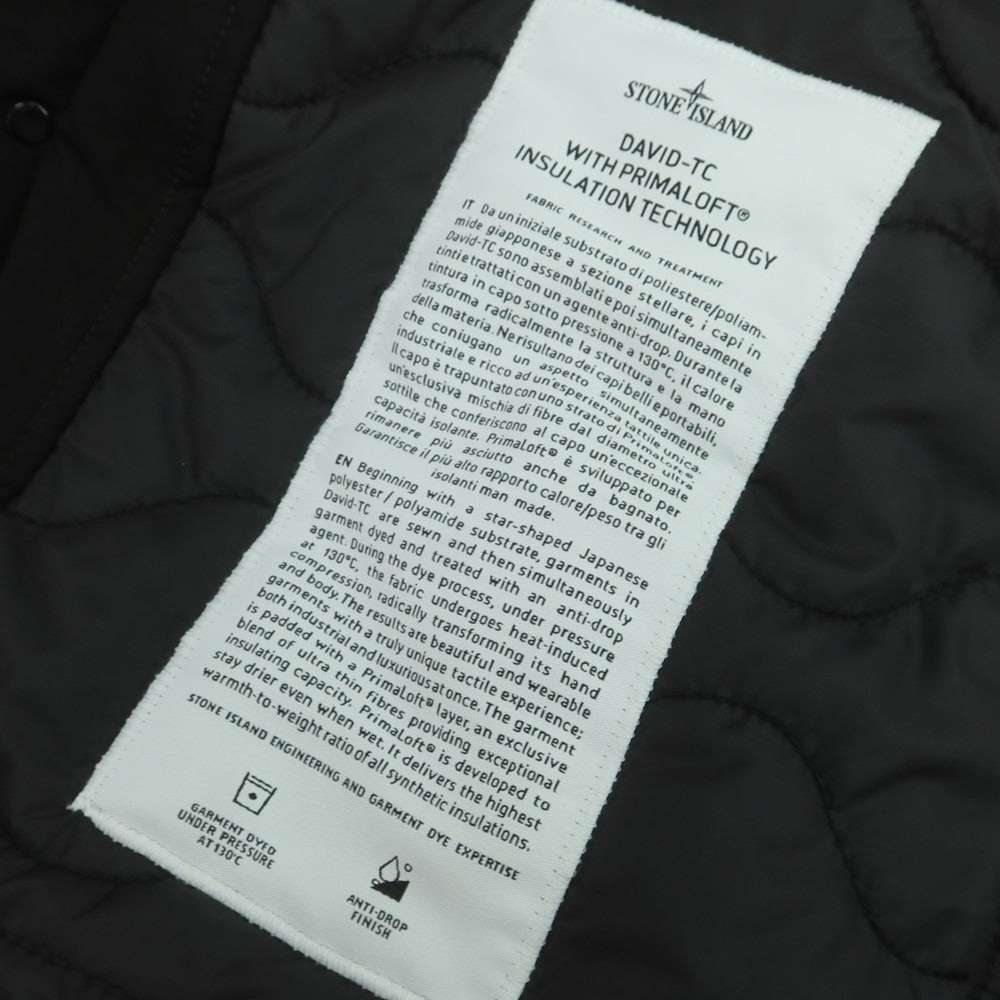 STONE ISLAND
DAVID-TC
WITH PRIMALOFT®
INSULATION TECHNOLOGY
FABRIC RESEARCH AND TREATMENT
IT Da un iniziale substrato di poliestere/poliam-
mide giapponese a sezione stellare, i capi in
David-TC sono assemblati e poi simultaneamente
tinti e trattati con un agente anti-drop. Durante la
tintura in capo sotto pressione a 130°C, il calore
trasforma radicalmente la struttura e la mano
della materia. Ne risultano dei capi belli e portabili,
che coniugano un aspetto simultaneamente
industriale e ricco ad un'esperienza tattile unica.
Il capo è trapuntato con uno strato di PrimaLoft®
un'esclusiva mischia di fibre dal diametro ultra
sottile che conferiscono al capo un'eccezionale
capacità isolante. PrimaLoft® è sviluppato per
rimanere più asciutto anche da bagnato.
Garantisce il più alto rapporto calore/peso tra gli
isolanti man made.
EN Beginning with a star-shaped Japanese
polyester / polyamide substrate, garments in
David-TC are sewn and then simultaneously
garment dyed and treated with an anti-drop
agent. During the dye process, under pressure
at 130°C, the fabric undergoes heat-induced
compression, radically transforming its hand
and body. The results are beautiful and wearable
garments with a truly unique tactile experience;
both industrial and luxurious at once. The garment
is padded with a PrimaLoft® layer, an exclusive
blend of ultra thin fibres providing exceptional
insulating capacity. PrimaLoft® is developed to
stay drier even when wet. It delivers the highest
warmth-to-weight ratio of all synthetic insulations.
STONE ISLAND ENGINEERING AND GARMENT DYE EXPERTISE
GARMENT DYED
UNDER PRESSURE
AT 130°C
ANTI-DROP
FINISH